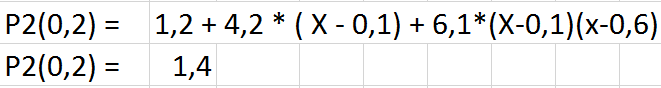 P2(0,2) = 1,2 + 4,2 * ( X - 0,1) + 6,1*(X-0,1)(x-0,6)
P2(0,2) = 1,4